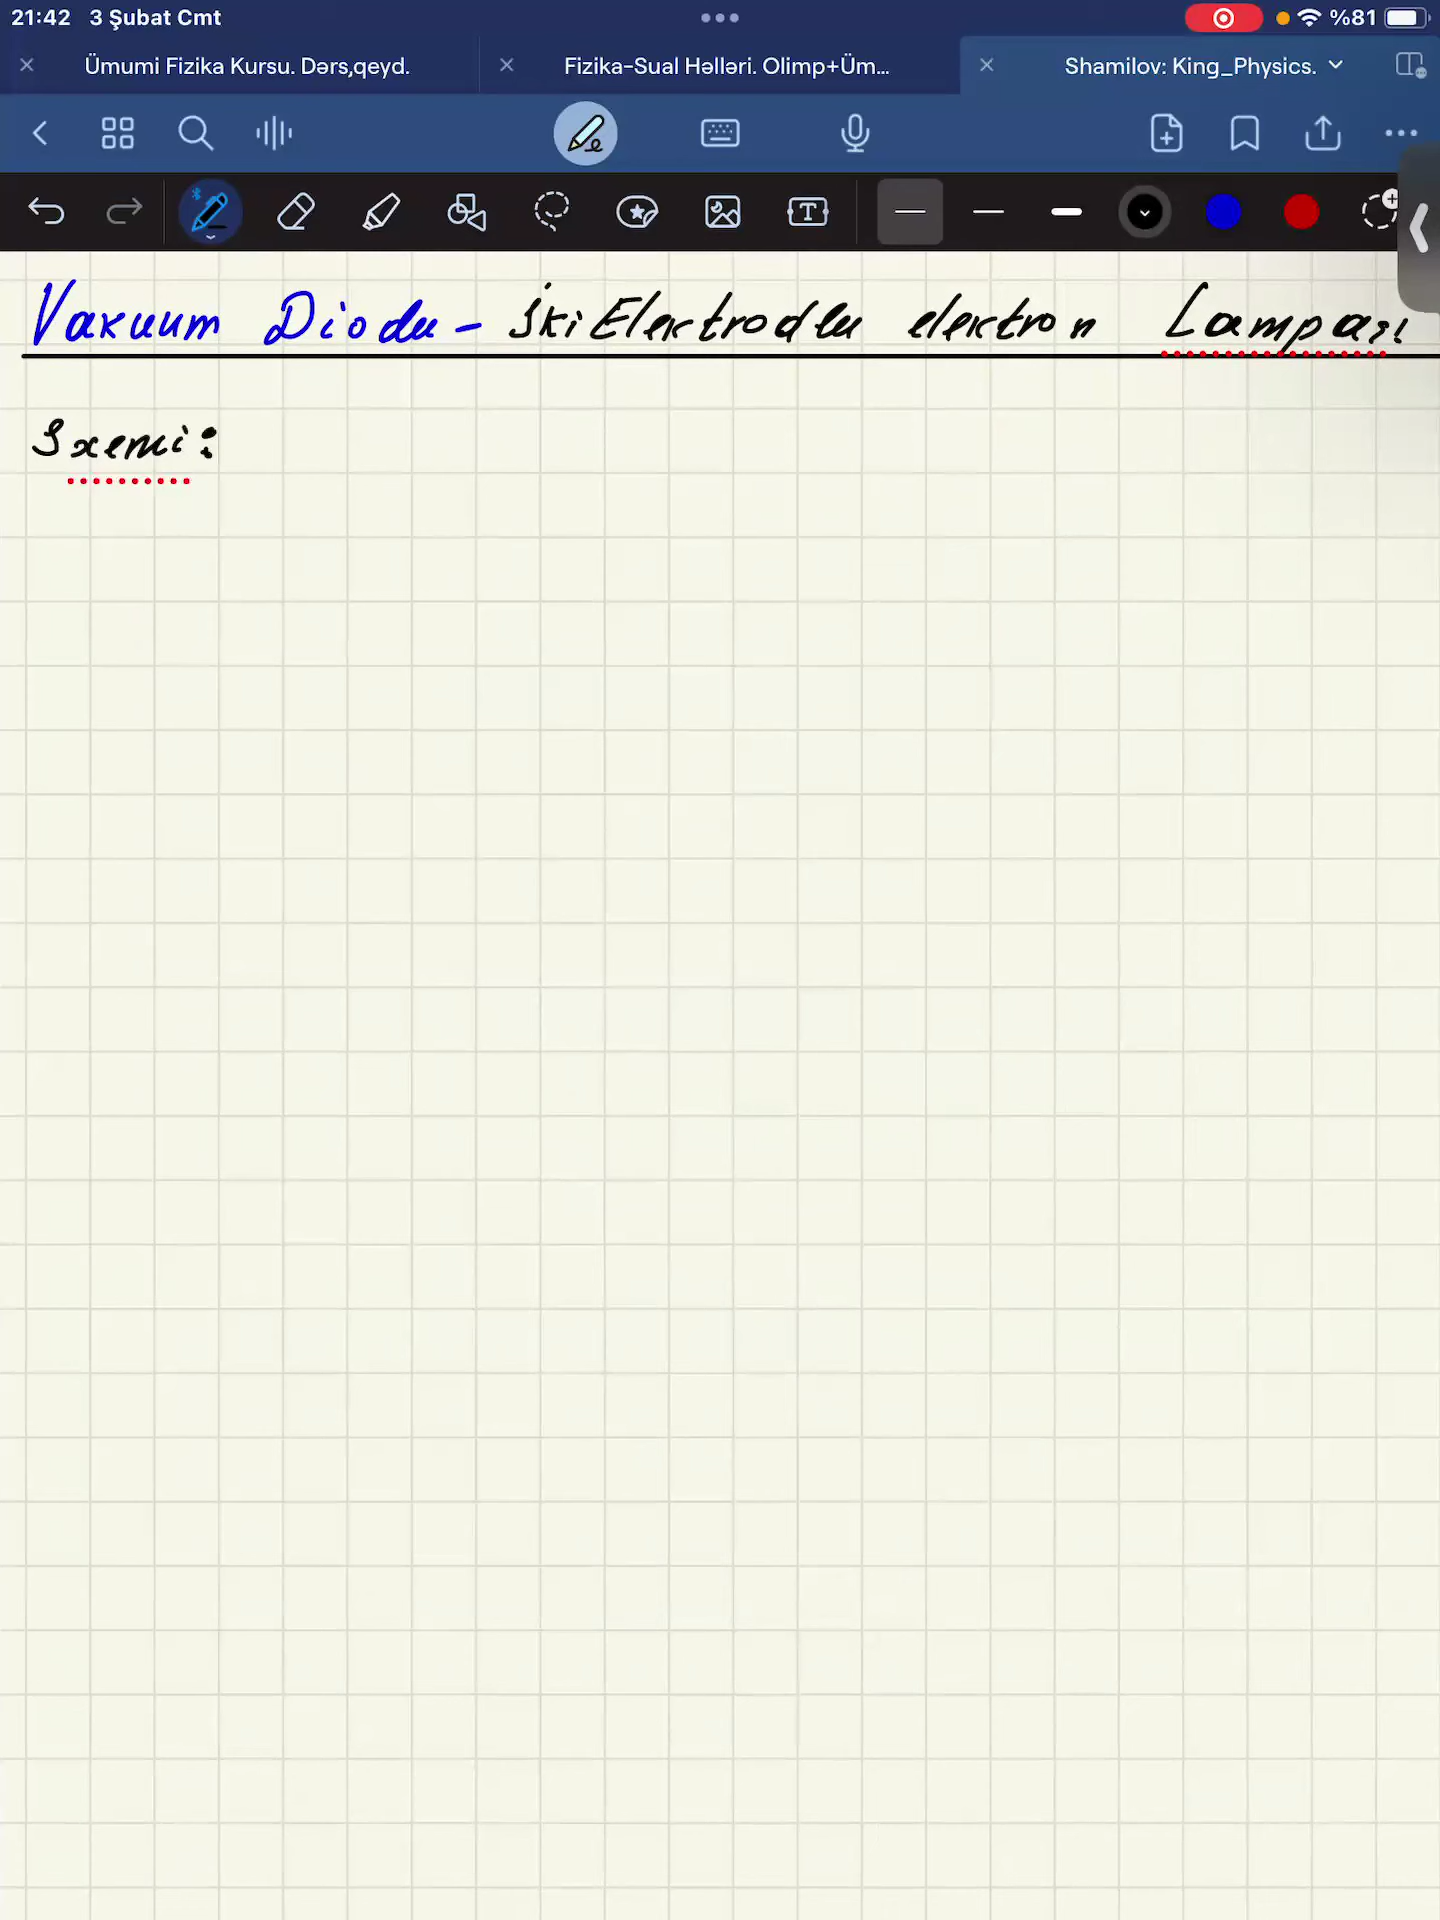 21:42 3 Şubat Cmt %81
Ümumi Fizika Kursu. Dərs,qeyd. Fizika-Sual Həlləri. Olimp+Üm... Shamilov: King_Physics.
Vakuum Diodu - İki Elektrodlu elektron Lampası
Sxemi: